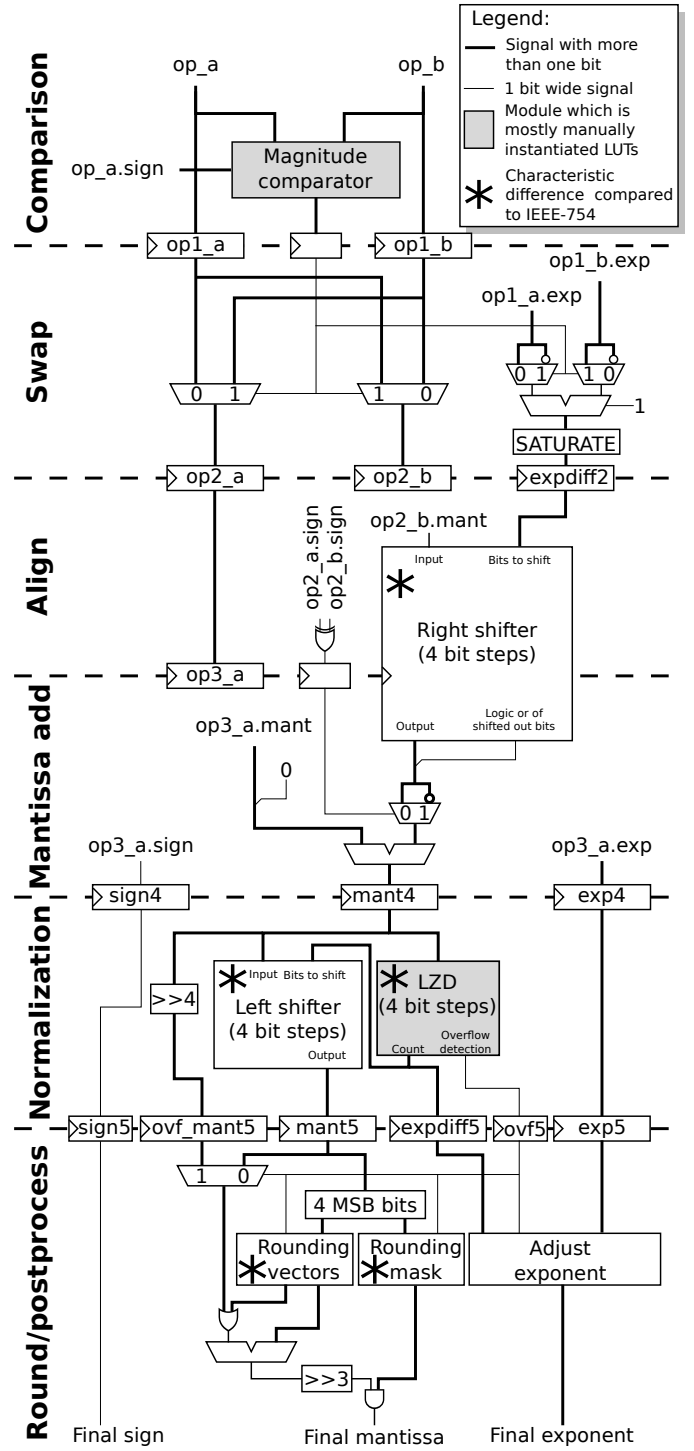 Legend:
Signal with more
than one bit
1 bit wide signal
Module which is
mostly manually
instantiated LUTs
Characteristic
difference compared
to IEEE-754
Comparison
op_a
op_b
op_a.sign
Magnitude
comparator
op1_a
op1_b
Swap
op1_b.exp
op1_a.exp
0 1
1 0
0 1
1 0
1
SATURATE
op2_a
op2_b
expdiff2
Align
op2_a.sign
op2_b.sign
op2_b.mant
Input
Bits to shift
Right shifter
(4 bit steps)
op3_a
Output
Logic or of
shifted out bits
Mantissa add
op3_a.mant
0
0 1
op3_a.sign
op3_a.exp
sign4
mant4
exp4
Normalization
>>4
Input
Bits to shift
Left shifter
(4 bit steps)
Output
LZD
(4 bit steps)
Count
Overflow
detection
sign5
ovf_mant5
mant5
expdiff5
ovf5
exp5
Round/postprocess
1 0
4 MSB bits
Rounding
vectors
Rounding
mask
Adjust
exponent
>>3
Final sign
Final mantissa
Final exponent